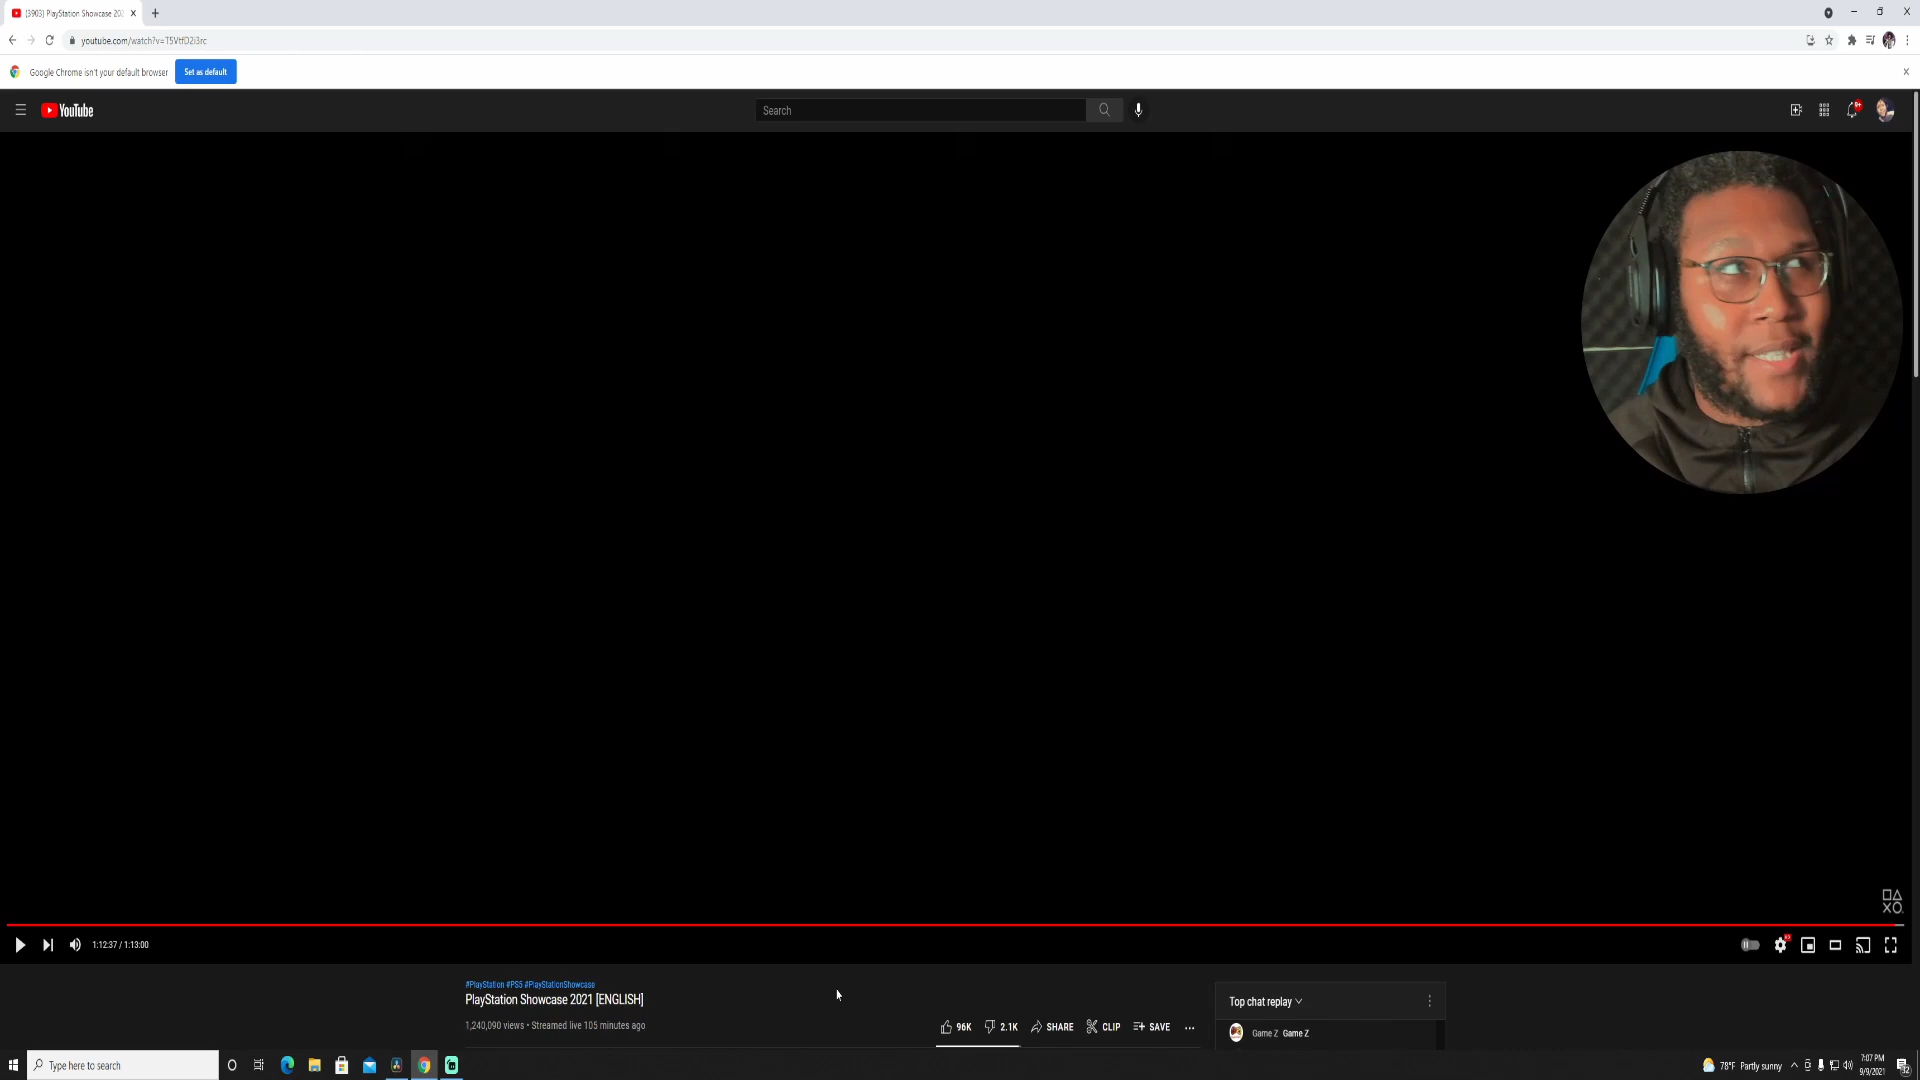 (3903) PlayStation Showcase 202
youtube.com/watch?v=T5VtfD2i3rc
Google Chrome isn't your default browser
Set as default
YouTube
Search
9+
1:12:37 / 1:13:00
#PlayStation #PS5 #PlayStationShowcase
PlayStation Showcase 2021 [ENGLISH]
1,240,090 views • Streamed live 105 minutes ago
96K
2.1K
SHARE
CLIP
SAVE
Top chat replay
Game Z Game Z
Type here to search
78°F Partly sunny
7:07 PM
9/9/2021